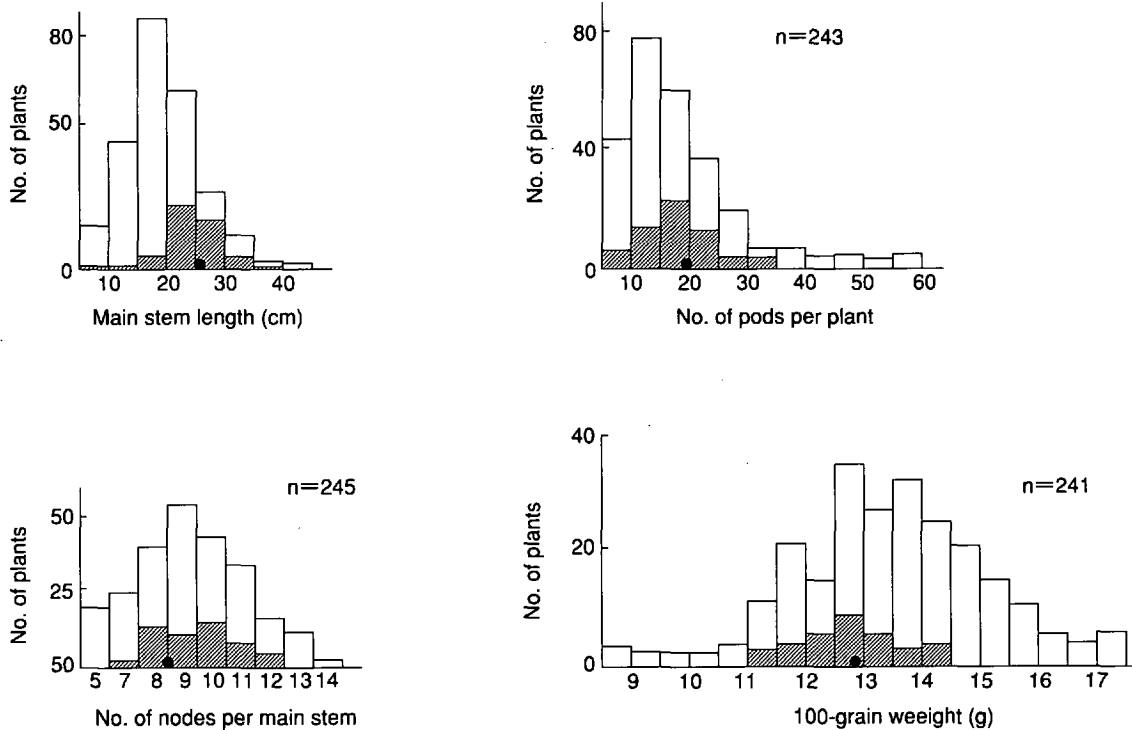 No. of plants
80
50
0
10 20 30 40
Main stem length (cm)
No. of plants
80
40
0
n=243
10 20 30 40 50 60
No. of pods per plant
No. of plants
50
25
50
n=245
5 7 8 9 10 11 12 13 14
No. of nodes per main stem
No. of plants
40
20
0
n=241
9 10 11 12 13 14 15 16 17
100-grain weeight (g)